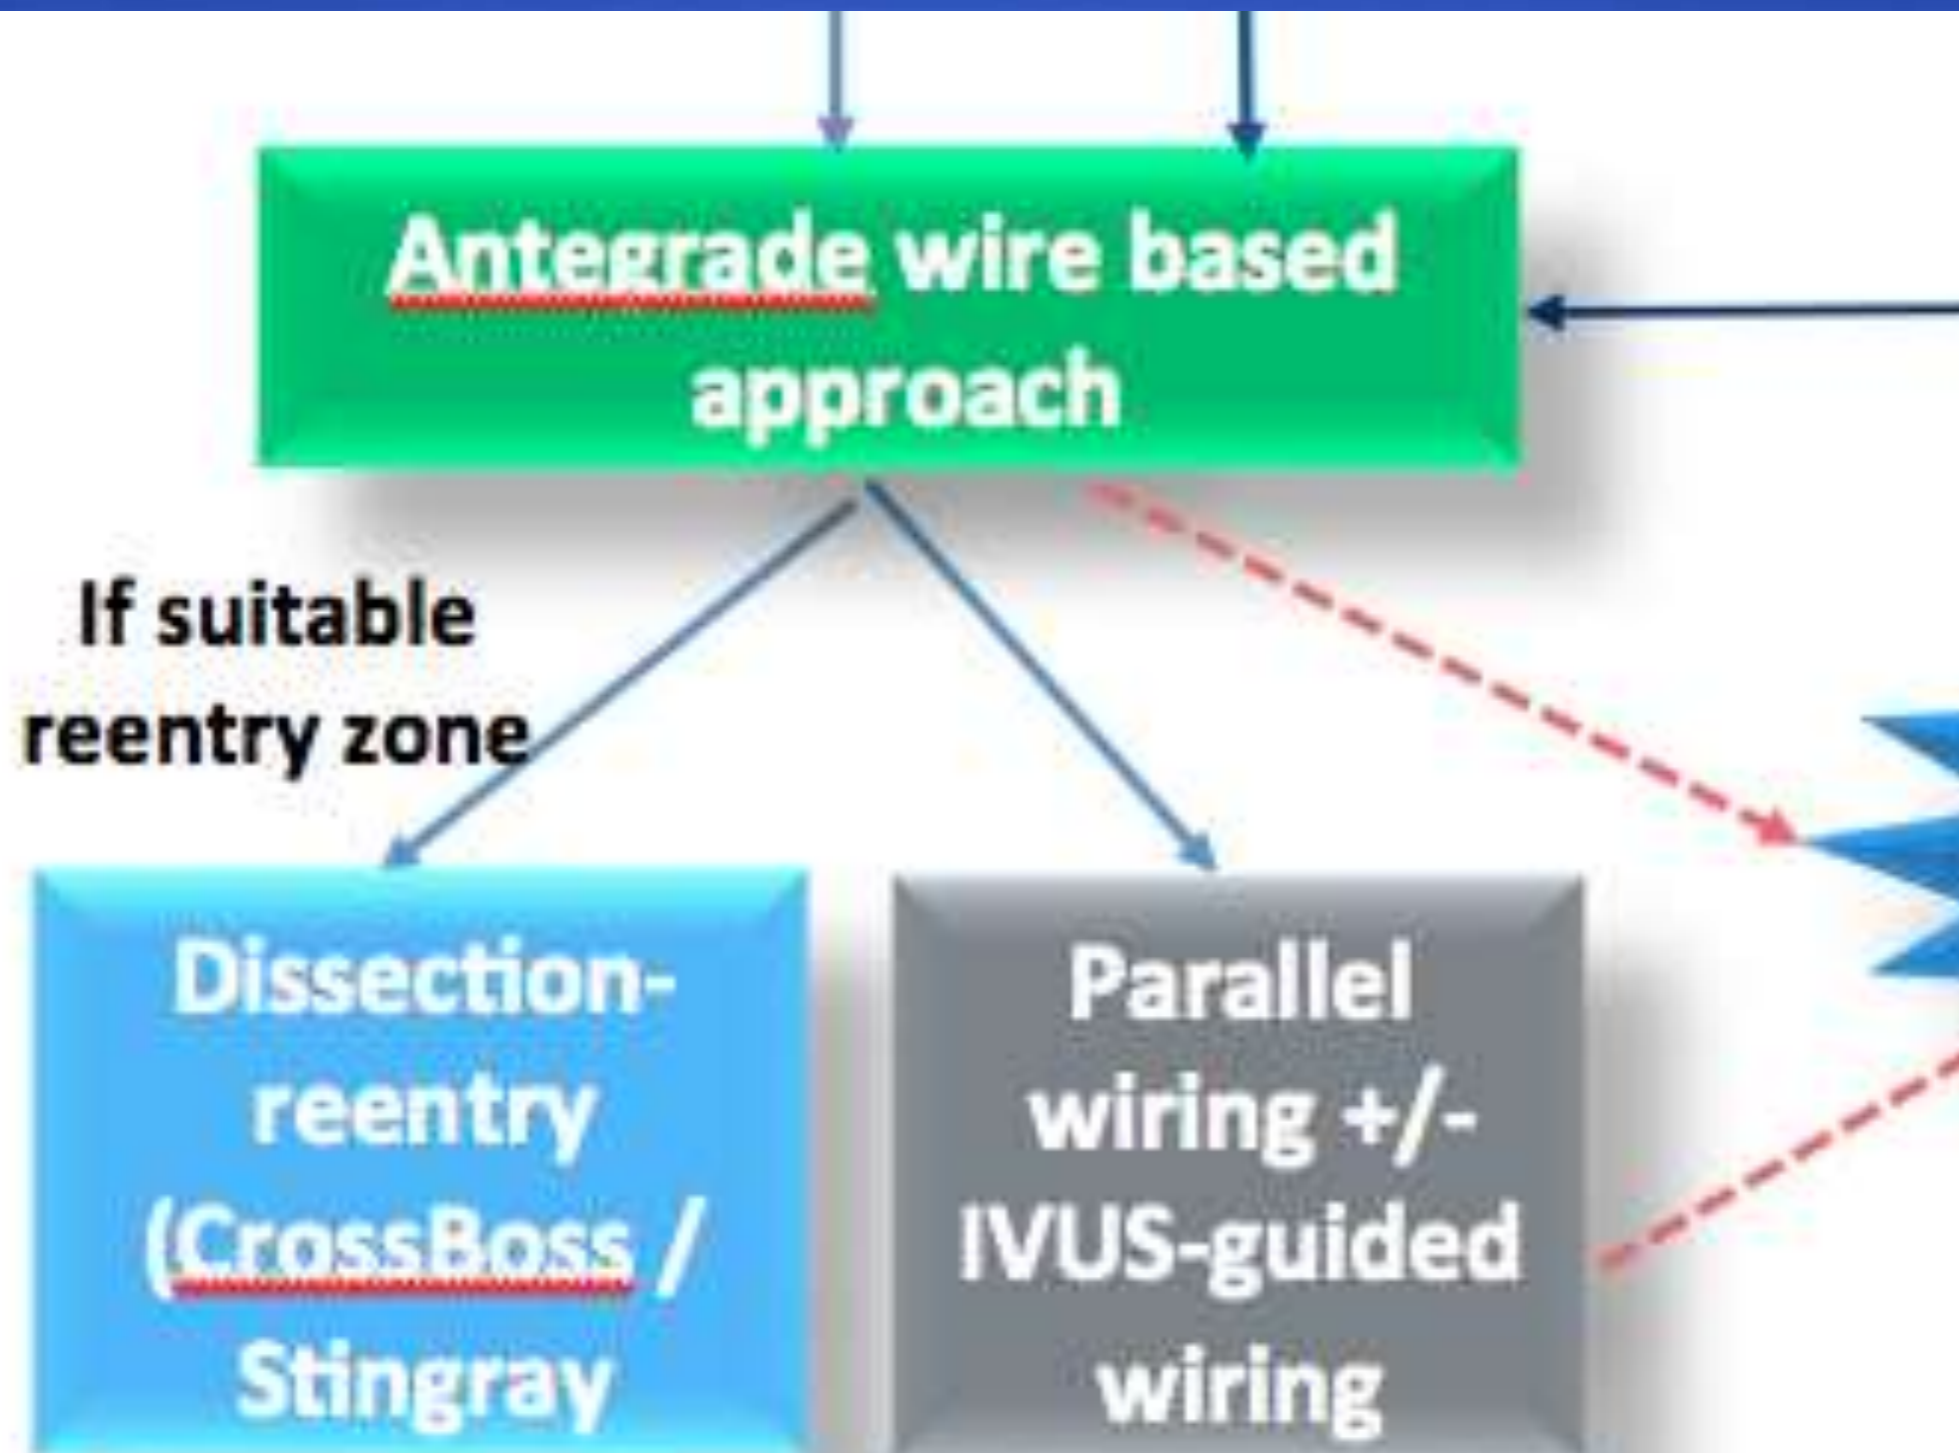 Antegrade wire based
approach
If suitable
reentry zone
Dissection-
reentry
(CrossBoss /
Stingray
Parallel
wiring +/-
IVUS-guided
wiring